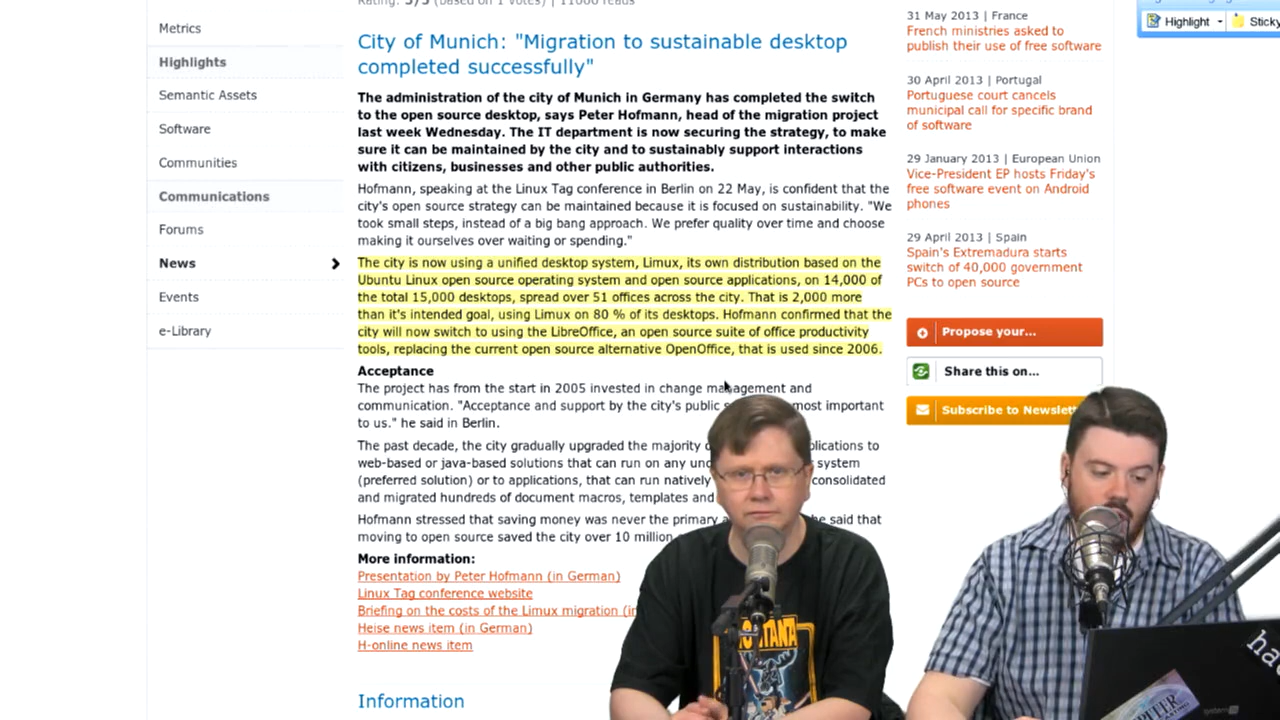 Rating: 5/5 (based on 1 votes) | 11000 reads
Metrics
Highlights
Semantic Assets
Software
Communities
Communications
Forums
News
Events
e-Library
City of Munich: "Migration to sustainable desktop
completed successfully"
The administration of the city of Munich in Germany has completed the switch
to the open source desktop, says Peter Hofmann, head of the migration project
last week Wednesday. The IT department is now securing the strategy, to make
sure it can be maintained by the city and to sustainably support interactions
with citizens, businesses and other public authorities.
Hofmann, speaking at the Linux Tag conference in Berlin on 22 May, is confident that the
city's open source strategy can be maintained because it is focused on sustainability. "We
took small steps, instead of a big bang approach. We prefer quality over time and choose
making it ourselves over waiting or spending."
The city is now using a unified desktop system, Limux, its own distribution based on the
Ubuntu Linux open source operating system and open source applications, on 14,000 of
the total 15,000 desktops, spread over 51 offices across the city. That is 2,000 more
than it's intended goal, using Limux on 80 % of its desktops. Hofmann confirmed that the
city will now switch to using the LibreOffice, an open source suite of office productivity
tools, replacing the current open source alternative OpenOffice, that is used since 2006.
Acceptance
The project has from the start in 2005 invested in change management and
communication. "Acceptance and support by the city's public most important
to us." he said in Berlin.
The past decade, the city gradually upgraded the majority
web-based or java-based solutions that can run on any system
(preferred solution) or to applications, that can run natively consolidated
and migrated hundreds of document macros, templates and
Hofmann stressed that saving money was never the primary he said that
moving to open source saved the city over 10 million
More information:
Presentation by Peter Hofmann (in German)
Linux Tag conference website
Briefing on the costs of the Limux migration (in
Heise news item (in German)
H-online news item
Information
31 May 2013 | France
French ministries asked to
publish their use of free software
30 April 2013 | Portugal
Portuguese court cancels
municipal call for specific brand
of software
29 January 2013 | European Union
Vice-President EP hosts Friday's
free software event on Android
phones
29 April 2013 | Spain
Spain's Extremadura starts
switch of 40,000 government
PCs to open source
Propose your...
Share this on...
Subscribe to Newslett
Highlight
Sticky
system